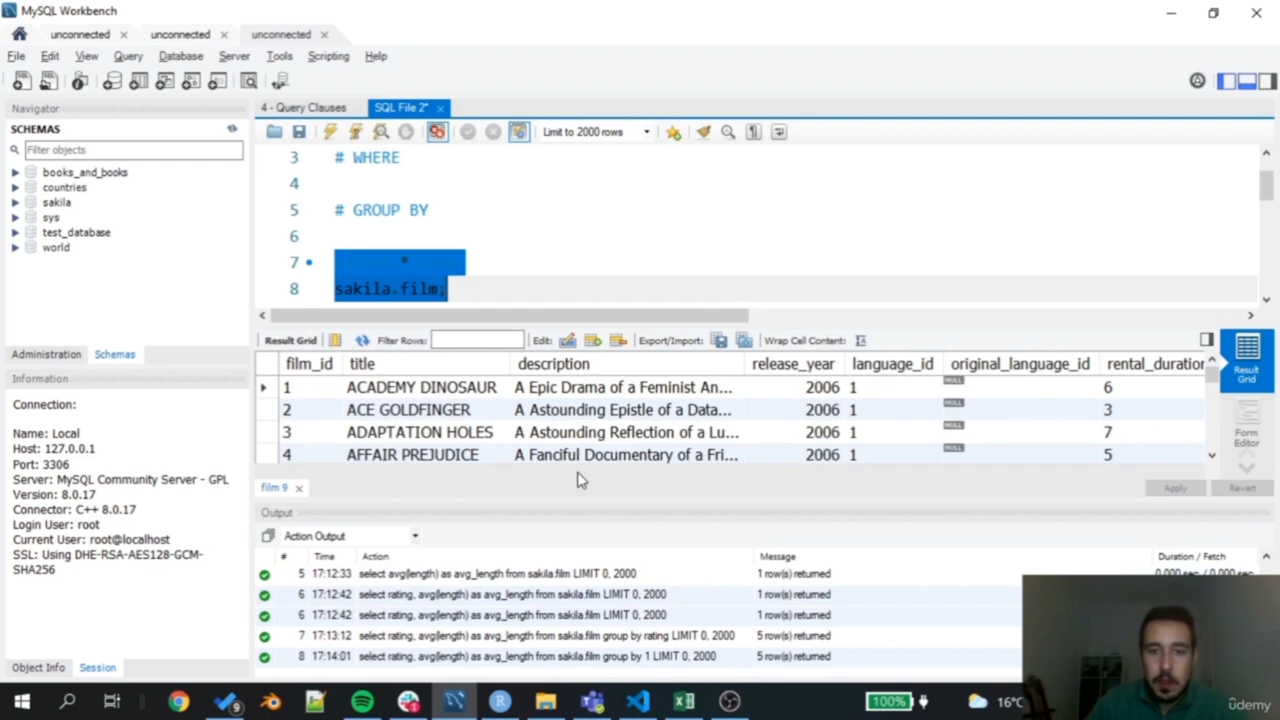 MySQL Workbench
unconnected × unconnected × unconnected ×
File Edit View Query Database Server Tools Scripting Help
Navigator
SCHEMAS
Filter objects
books_and_books
countries
sakila
sys
test_database
world
Administration Schemas
Information
Connection:
Name: Local
Host: 127.0.0.1
Port: 3306
Server: MySQL Community Server - GPL
Version: 8.0.17
Connector: C++ 8.0.17
Login User: root
Current User: root@localhost
SSL: Using DHE-RSA-AES128-GCM-
SHA256
Object Info Session
4 - Query Clauses SQL File 2* ×
Limit to 2000 rows
3 # WHERE
4
5 # GROUP BY
6
7 *
8 sakila.film;
Result Grid Filter Rows: Edit: Export/Import: Wrap Cell Content:
film_id title description release_year language_id original_language_id rental_duration
1 ACADEMY DINOSAUR A Epic Drama of a Feminist An... 2006 1 NULL 6
2 ACE GOLDFINGER A Astounding Epistle of a Data... 2006 1 NULL 3
3 ADAPTATION HOLES A Astounding Reflection of a Lu... 2006 1 NULL 7
4 AFFAIR PREJUDICE A Fanciful Documentary of a Fri... 2006 1 NULL 5
Result
Grid
Form
Editor
film 9 × Apply Revert
Output
Action Output
# Time Action Message Duration / Fetch
5 17:12:33 select avg(length) as avg_length from sakila.film LIMIT 0, 2000 1 row(s) returned 0.000 sec / 0.000 sec
6 17:12:42 select rating, avg(length) as avg_length from sakila.film LIMIT 0, 2000 1 row(s) returned
6 17:12:42 select rating, avg(length) as avg_length from sakila.film LIMIT 0, 2000 1 row(s) returned
7 17:13:12 select rating, avg(length) as avg_length from sakila.film group by rating LIMIT 0, 2000 5 row(s) returned
8 17:14:01 select rating, avg(length) as avg_length from sakila.film group by 1 LIMIT 0, 2000 5 row(s) returned
9 100% 16°C
ûdemy